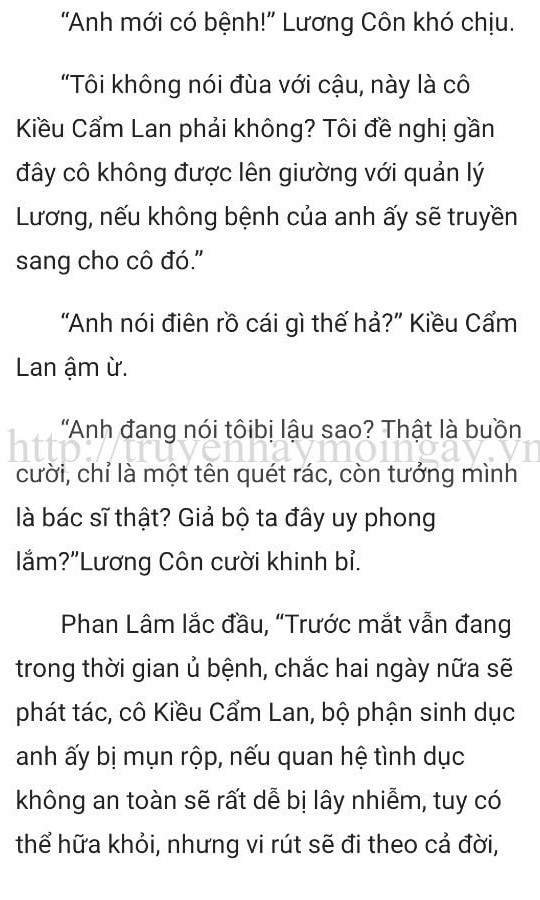 “Anh mới có bệnh!” Lương Côn khó chịu.
“Tôi không nói đùa với cậu, này là cô
Kiều Cẩm Lan phải không? Tôi đề nghị gần
đây cô không được lên giường với quản lý
Lương, nếu không bệnh của anh ấy sẽ truyền
sang cho cô đó.”
“Anh nói điên rồ cái gì thế hả?” Kiều Cẩm
Lan ậm ừ.
“Anh đang nói tôibị lậu sao? Thật là buồn
http://truyenhaymoingay.vn
cười, chỉ là một tên quét rác, còn tưởng mình
là bác sĩ thật? Giả bộ ta đây uy phong
lắm?”Lương Côn cười khinh bỉ.
Phan Lâm lắc đầu, “Trước mắt vẫn đang
trong thời gian ủ bệnh, chắc hai ngày nữa sẽ
phát tác, cô Kiều Cẩm Lan, bộ phận sinh dục
anh ấy bị mụn rộp, nếu quan hệ tình dục
không an toàn sẽ rất dễ bị lây nhiễm, tuy có
thể hữa khỏi, nhưng vi rút sẽ đi theo cả đời,